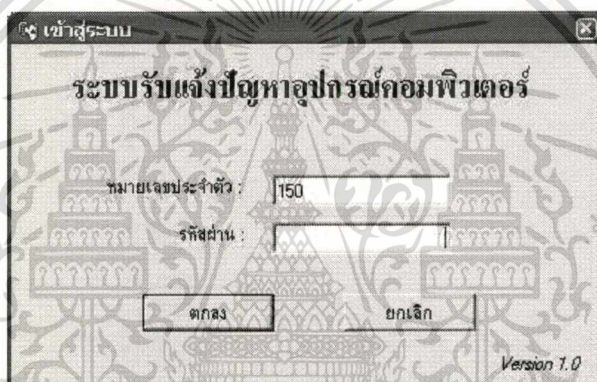 เข้าสู่ระบบ
ระบบรับแจ้งปัญหาอุปกรณ์คอมพิวเตอร์
หมายเลขประจำตัว : 150
รหัสผ่าน :
ตกลง ยกเลิก
Version 1.0